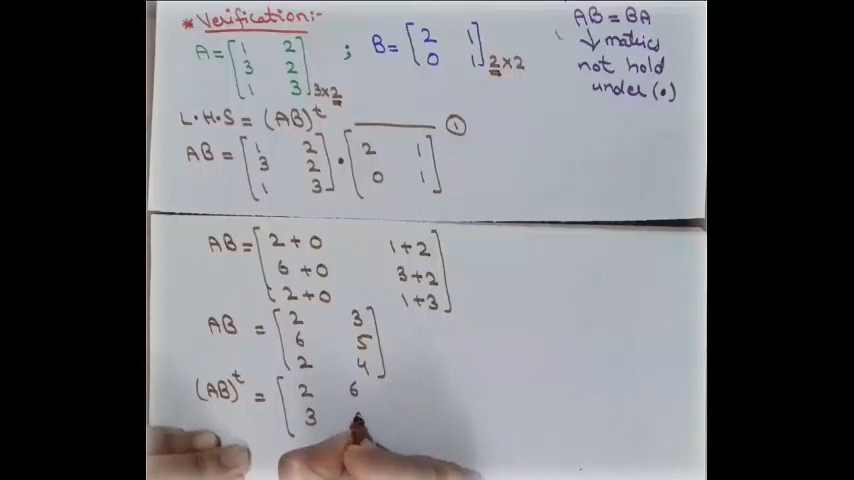 * Verification:-
A = [ 1 2 ; B = [ 2 1 ]
3 2 0 1 ] 2×2
1 3 ] 3×2
AB = BA
↓ matrics
not hold
under (•)
L.H.S = (AB)^t ——— ①
AB = [ 1 2 ] • [ 2 1 ]
3 2
0 1
1 3
AB = [ 2+0 1+2 ]
6+0 3+2
2+0 1+3
AB = [ 2 3 ]
6 5
2 4
(AB)^t = [ 2 6
3